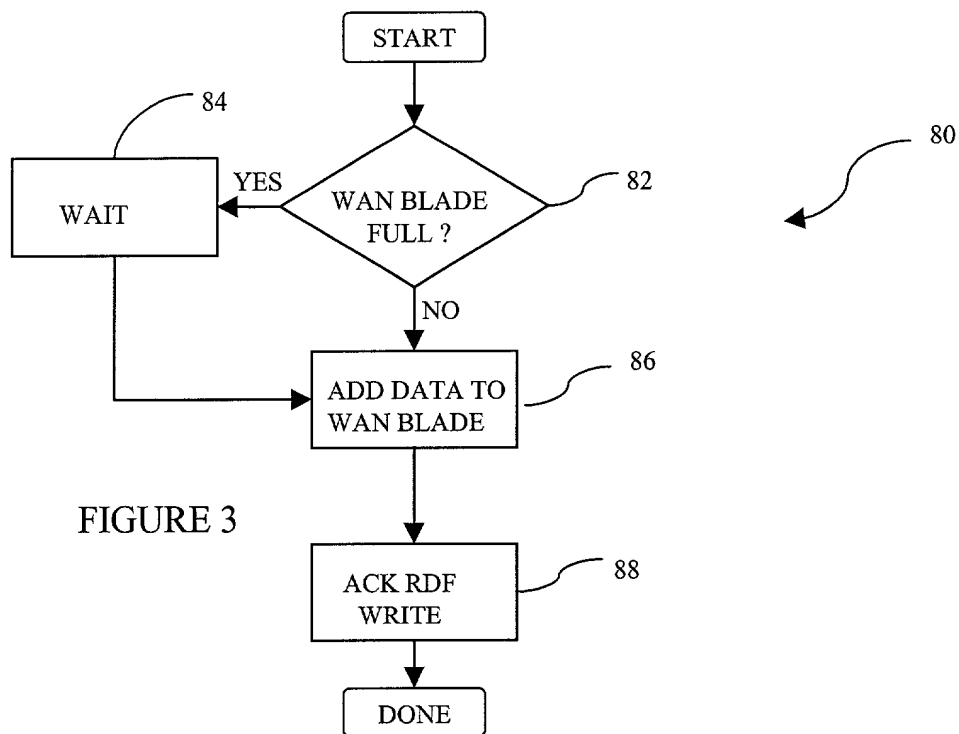 START
84
80
YES
82
WAN BLADE
FULL ?
WAIT
NO
86
ADD DATA TO
WAN BLADE
FIGURE 3
88
ACK RDF
WRITE
DONE